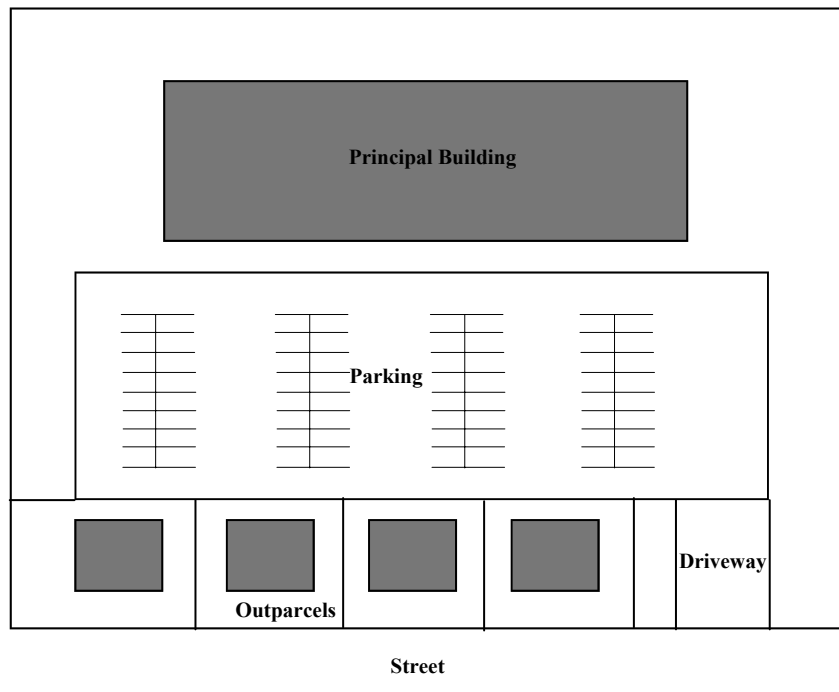 Principal Building
Parking
Driveway
Outparcels
Street